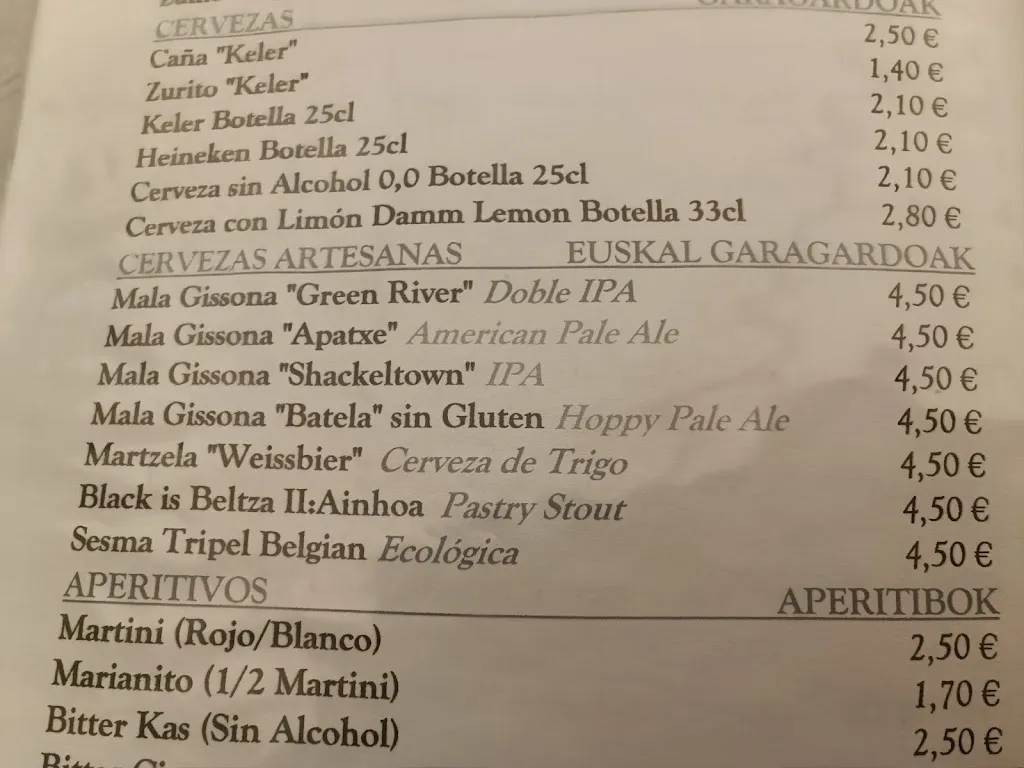 CERVEZAS GARAGARDOAK
Caña "Keler" 2,50 €
Zurito "Keler" 1,40 €
Keler Botella 25cl 2,10 €
Heineken Botella 25cl 2,10 €
Cerveza sin Alcohol 0,0 Botella 25cl 2,10 €
Cerveza con Limón Damm Lemon Botella 33cl 2,80 €
CERVEZAS ARTESANAS EUSKAL GARAGARDOAK
Mala Gissona "Green River" Doble IPA 4,50 €
Mala Gissona "Apatxe" American Pale Ale 4,50 €
Mala Gissona "Shackeltown" IPA 4,50 €
Mala Gissona "Batela" sin Gluten Hoppy Pale Ale 4,50 €
Martzela "Weissbier" Cerveza de Trigo 4,50 €
Black is Beltza II:Ainhoa Pastry Stout 4,50 €
Sesma Tripel Belgian Ecológica 4,50 €
APERITIVOS APERITIBOK
Martini (Rojo/Blanco) 2,50 €
Marianito (1/2 Martini) 1,70 €
Bitter Kas (Sin Alcohol) 2,50 €